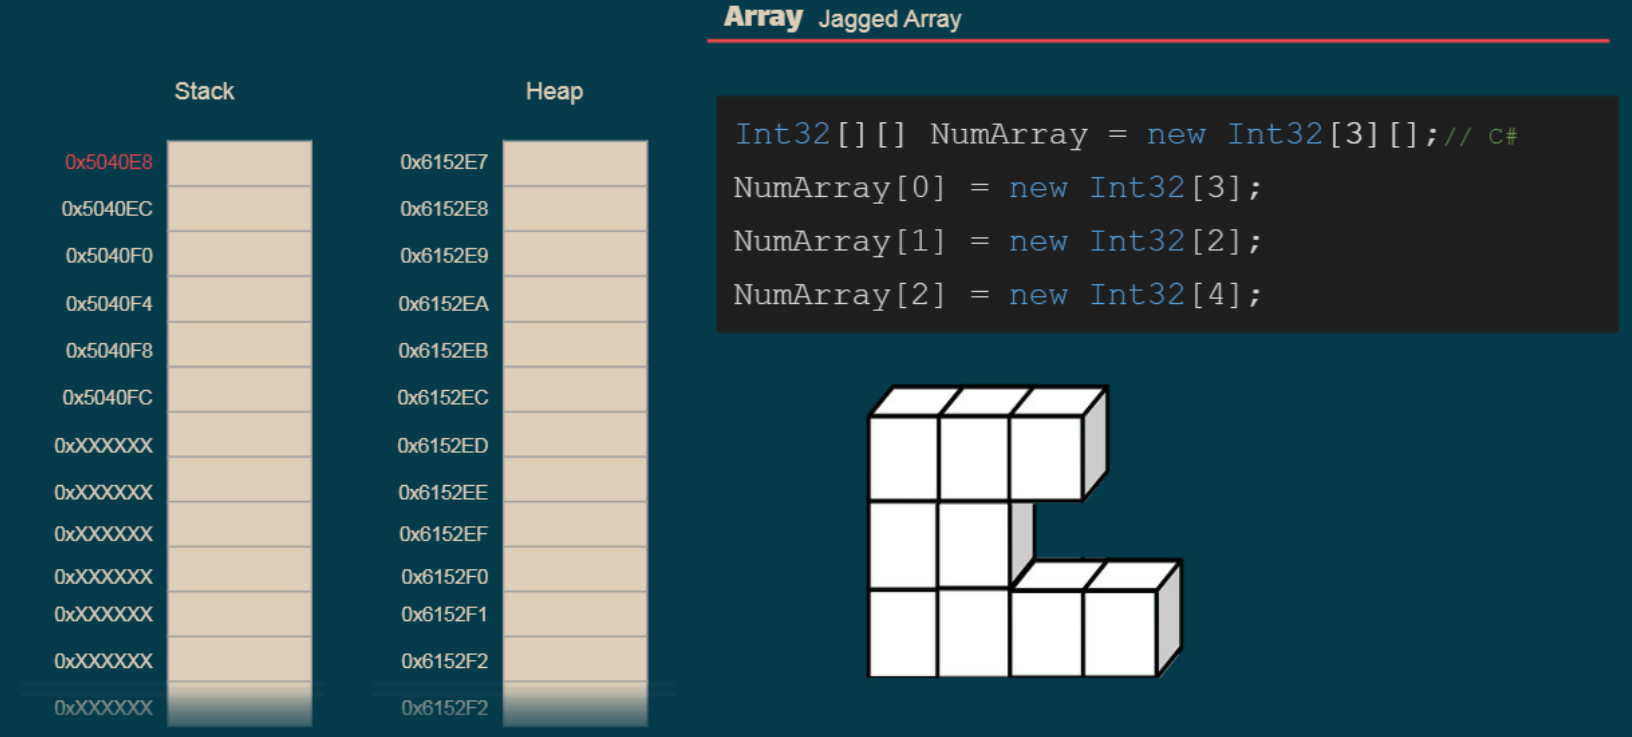 Array Jagged Array
Stack
Heap
0x5040E8
0x5040EC
0x5040F0
0x5040F4
0x5040F8
0x5040FC
0xXXXXXX
0xXXXXXX
0xXXXXXX
0xXXXXXX
0xXXXXXX
0xXXXXXX
0xXXXXXX
0x6152E7
0x6152E8
0x6152E9
0x6152EA
0x6152EB
0x6152EC
0x6152ED
0x6152EE
0x6152EF
0x6152F0
0x6152F1
0x6152F2
0x6152F2
Int32[][] NumArray = new Int32[3][];// C#
NumArray[0] = new Int32[3];
NumArray[1] = new Int32[2];
NumArray[2] = new Int32[4];